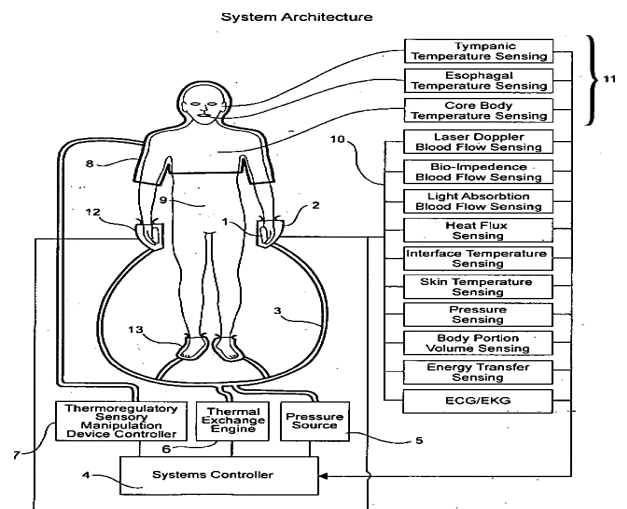 System Architecture
Tympanic
Temperature Sensing
Esophagal
Temperature Sensing
Core Body
Temperature Sensing
11
10
Laser Doppler
Blood Flow Sensing
Bio-Impedence
Blood Flow Sensing
Light Absorbtion
Blood Flow Sensing
Heat Flux
Sensing
Interface Temperature
Sensing
Skin Temperature
Sensing
Pressure
Sensing
Body Portion
Volume Sensing
Energy Transfer
Sensing
ECG/EKG
8
12
9
1
2
3
13
Thermoregulatory
Sensory
Manipulation
Device Controller
7
Thermal
Exchange
Engine
6
Pressure
Source
5
Systems Controller
4